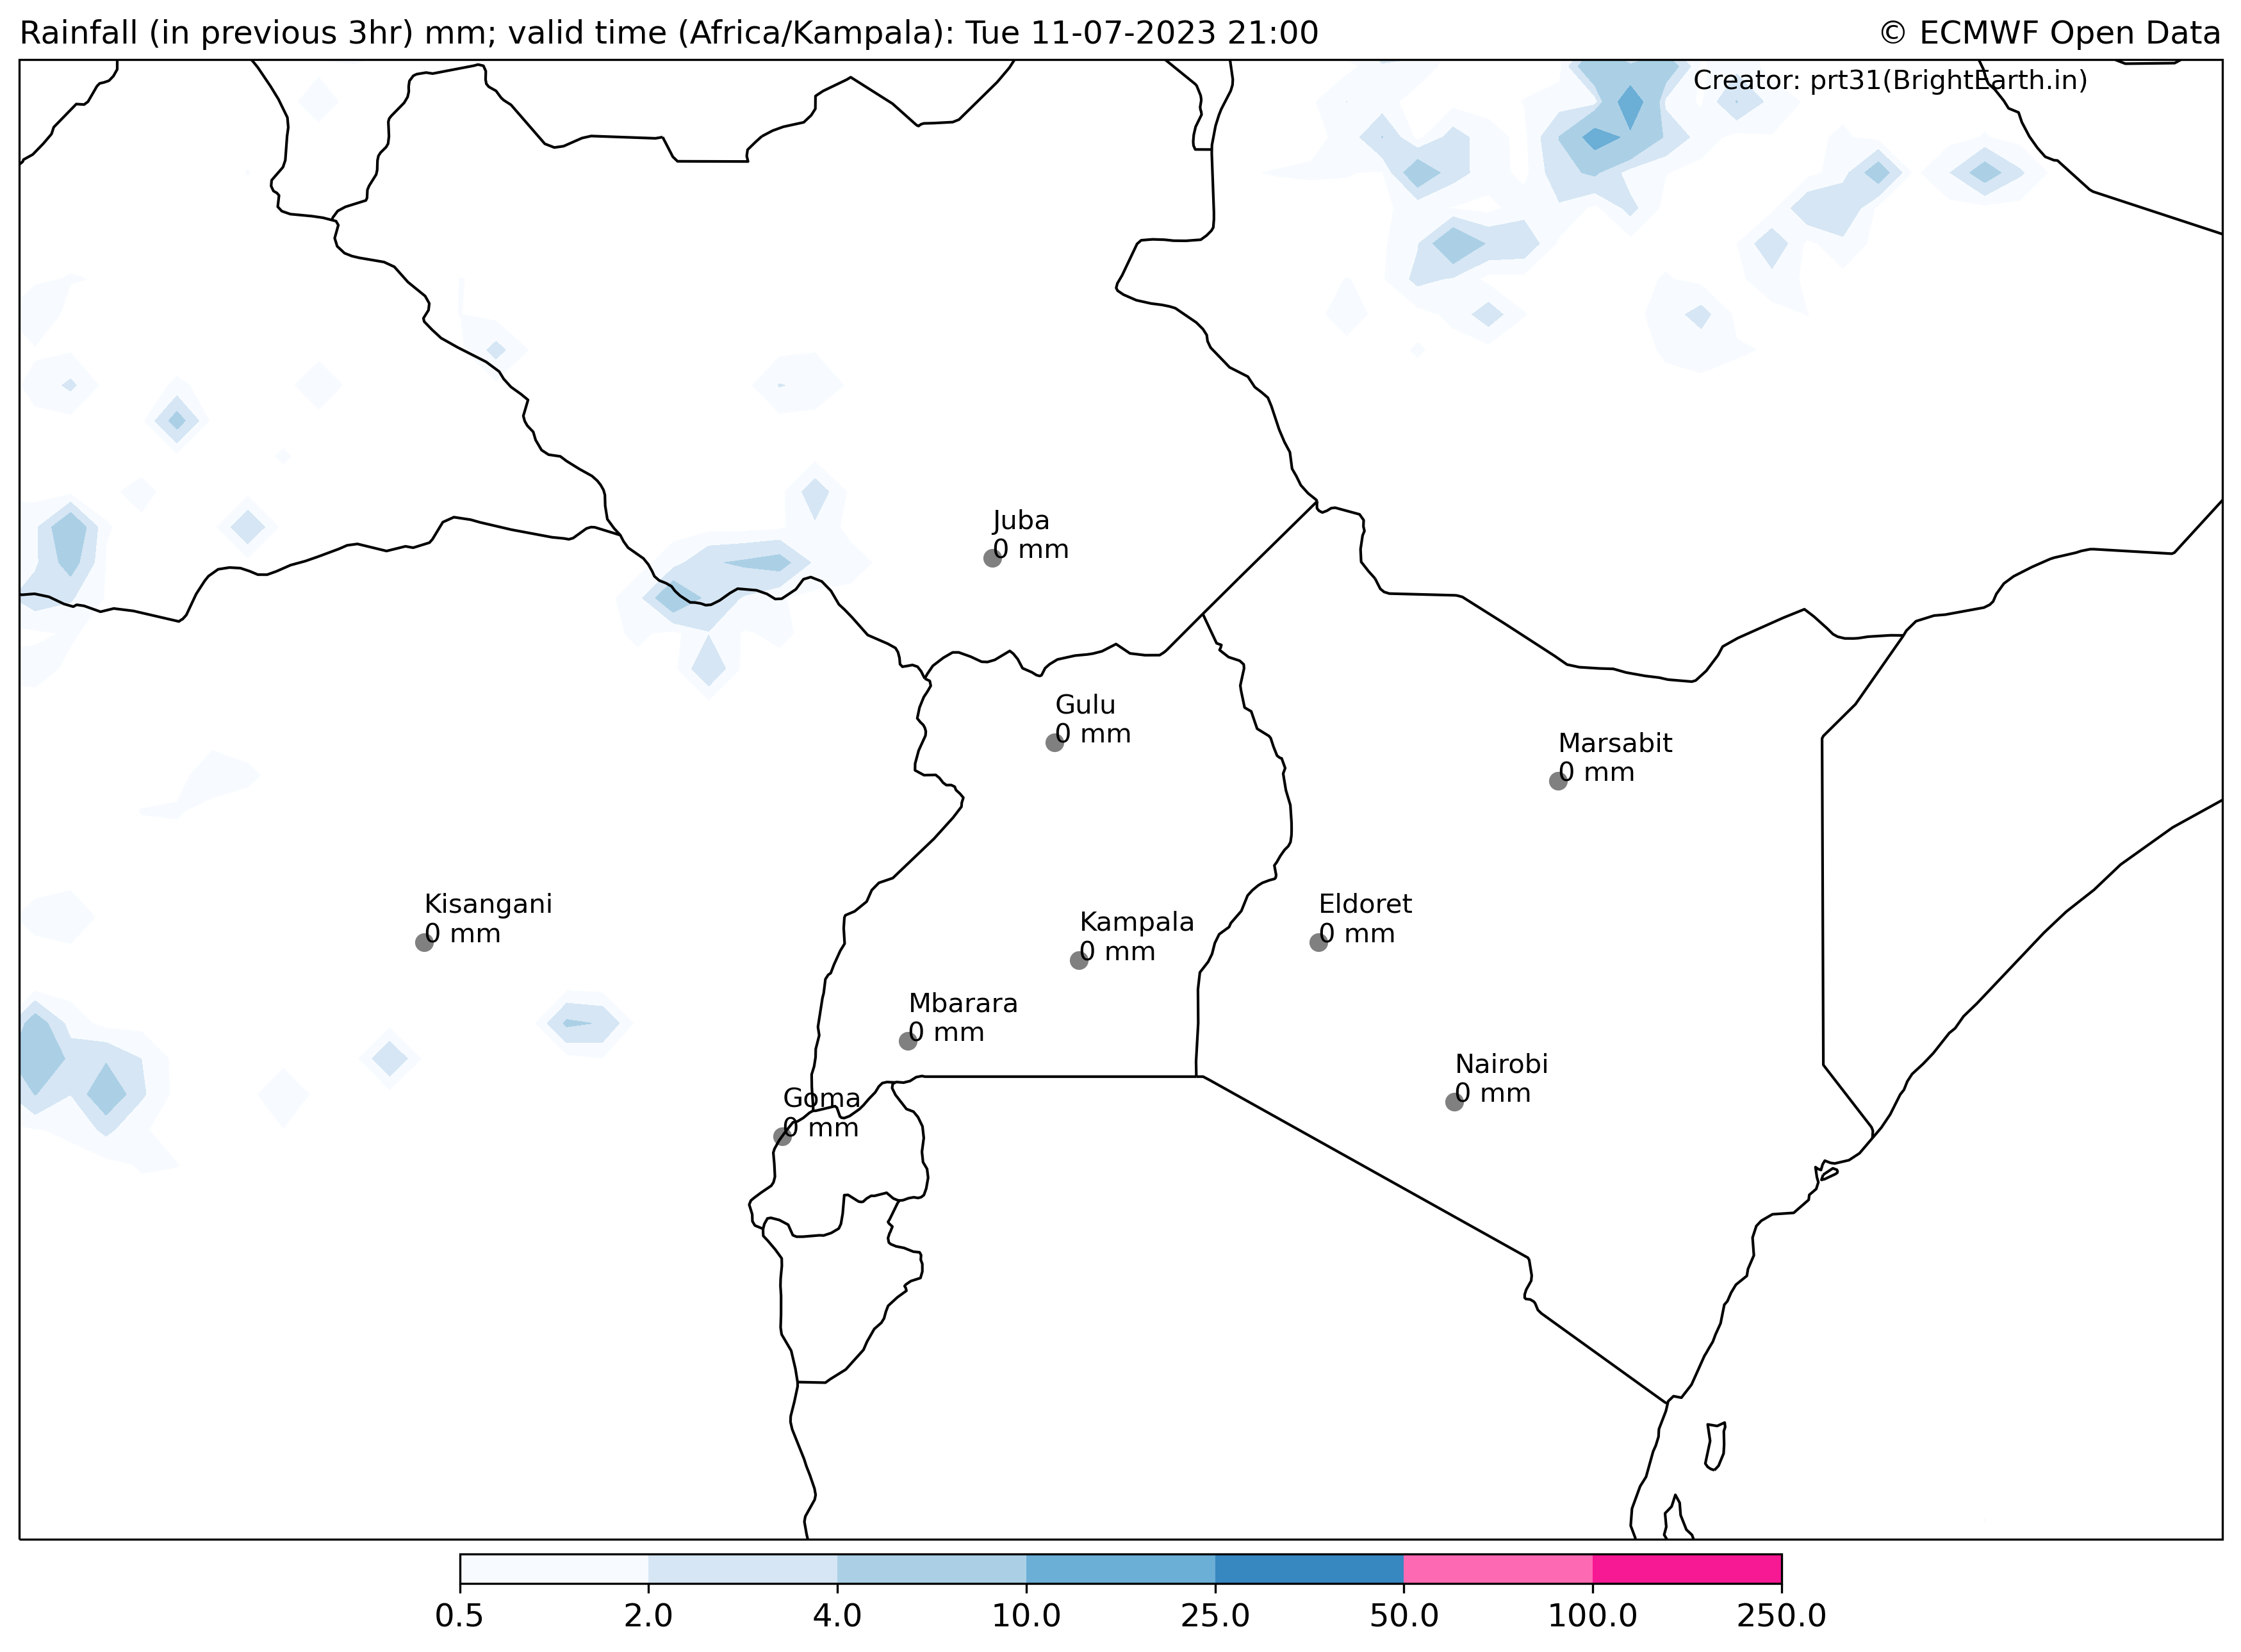 Rainfall (in previous 3hr) mm; valid time (Africa/Kampala): Tue 11-07-2023 21:00
© ECMWF Open Data
Creator: prt31(BrightEarth.in)
Juba
0 mm
Gulu
0 mm
Marsabit
0 mm
Kisangani
0 mm
Eldoret
0 mm
Kampala
0 mm
Mbarara
0 mm
Nairobi
0 mm
Goma
0 mm
0.5 2.0 4.0 10.0 25.0 50.0 100.0 250.0